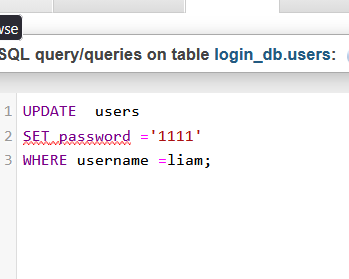 wse
SQL query/queries on table login_db.users:
1 UPDATE  users
2 SET password ='1111'
3 WHERE username =liam;